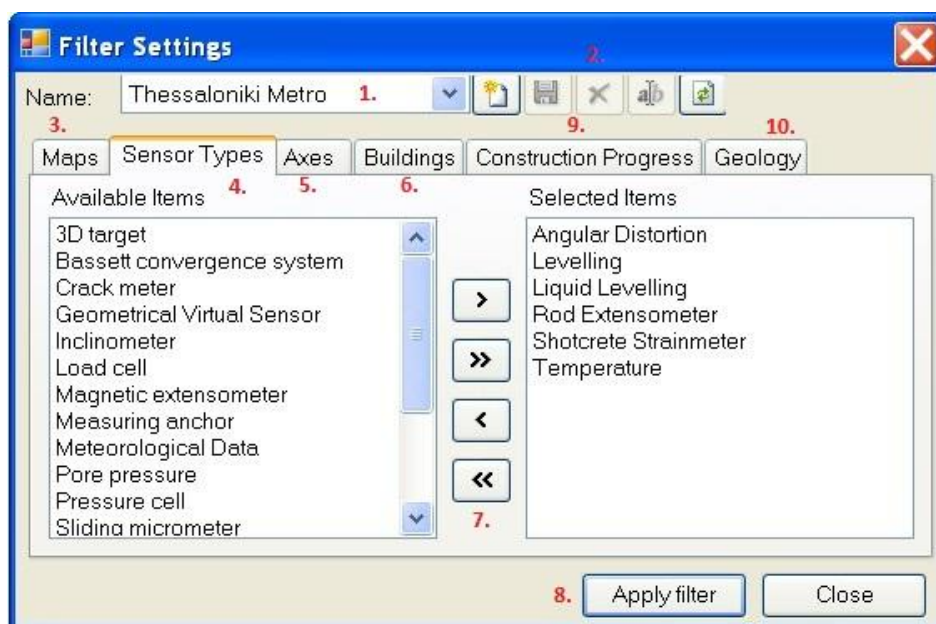 Filter Settings
2.
Name: Thessaloniki Metro 1. ab
3. 9. 10.
Maps Sensor Types Axes Buildings Construction Progress Geology
4. 5. 6.
Available Items Selected Items
3D target Angular Distortion
Bassett convergence system Levelling
Crack meter Liquid Levelling
Geometrical Virtual Sensor Rod Extensometer
Inclinometer Shotcrete Strainmeter
Load cell Temperature
Magnetic extensometer
Measuring anchor
Meteorological Data
Pore pressure
Pressure cell
Sliding micrometer
> >> < <<
7.
8. Apply filter Close